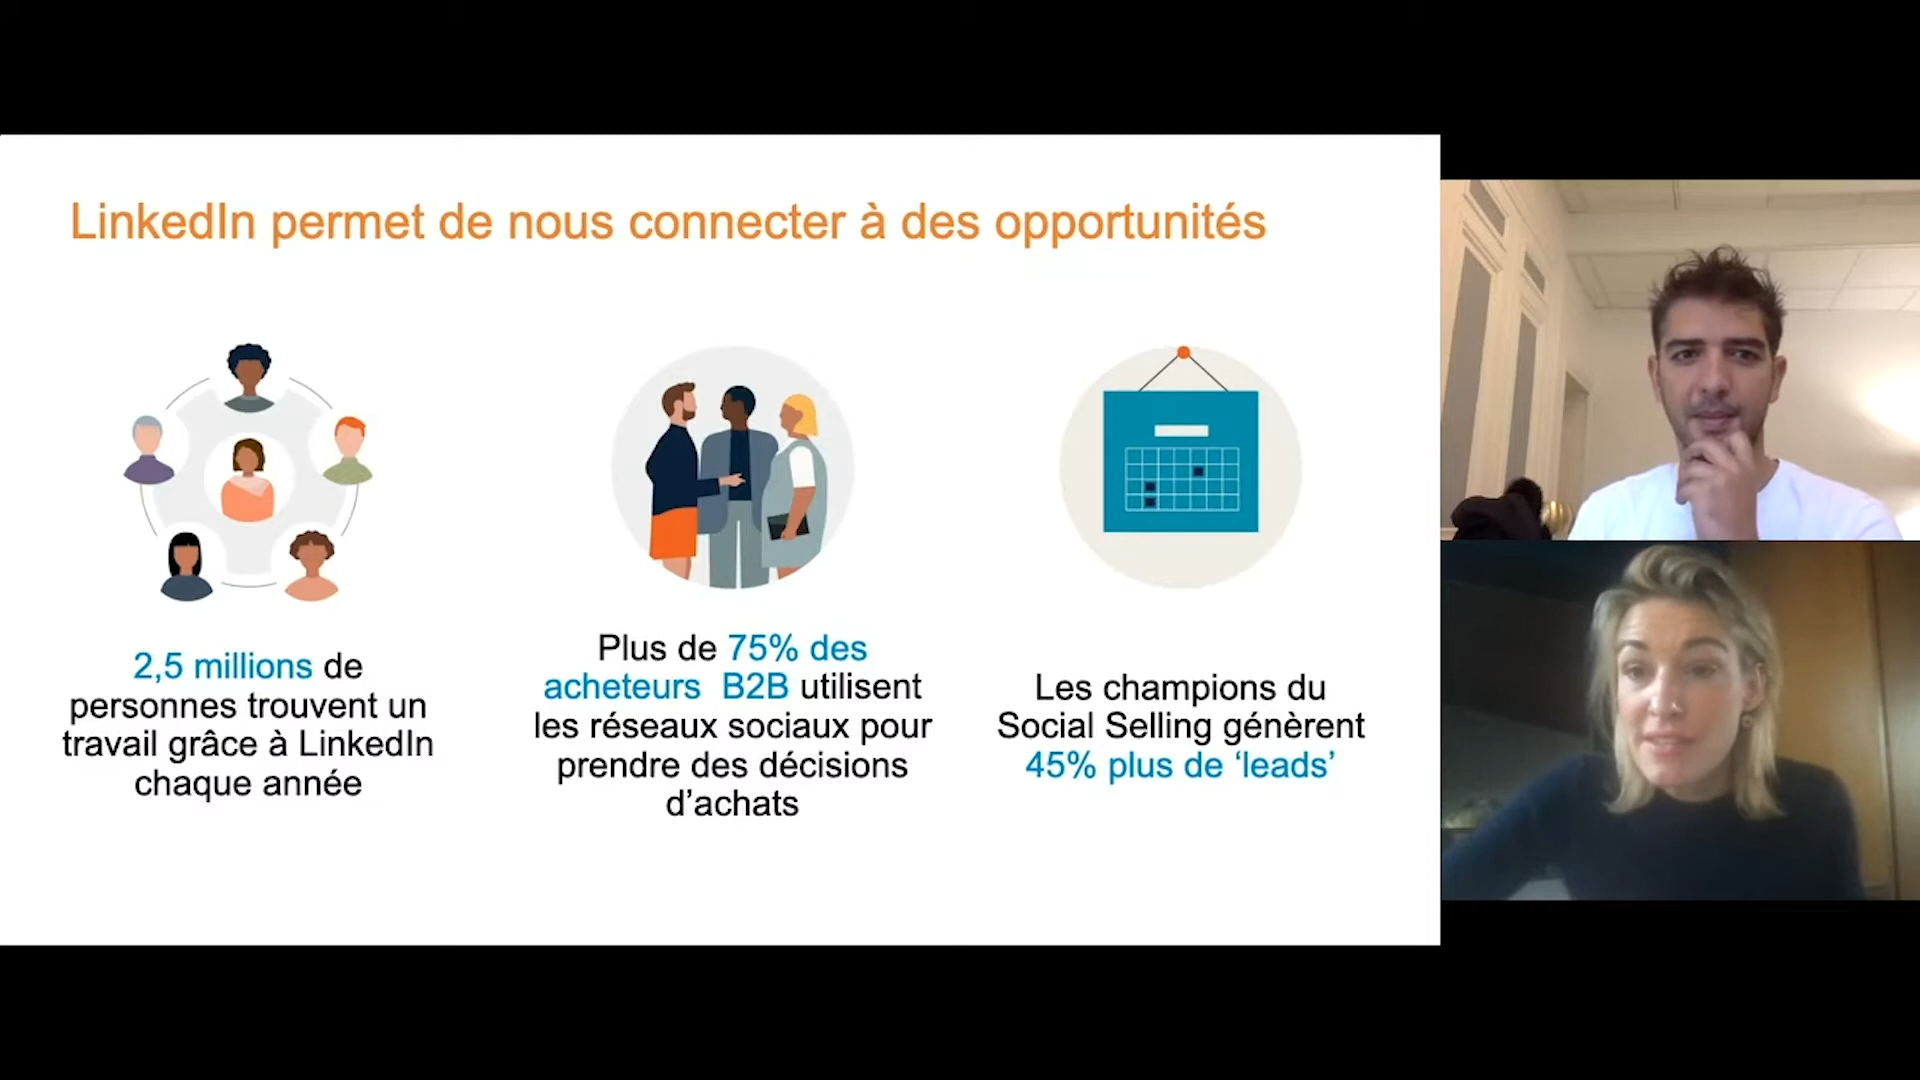 LinkedIn permet de nous connecter à des opportunités
2,5 millions de
personnes trouvent un
travail grâce à LinkedIn
chaque année
Plus de 75% des
acheteurs  B2B utilisent
les réseaux sociaux pour
prendre des décisions
d’achats
Les champions du
Social Selling génèrent
45% plus de ‘leads’